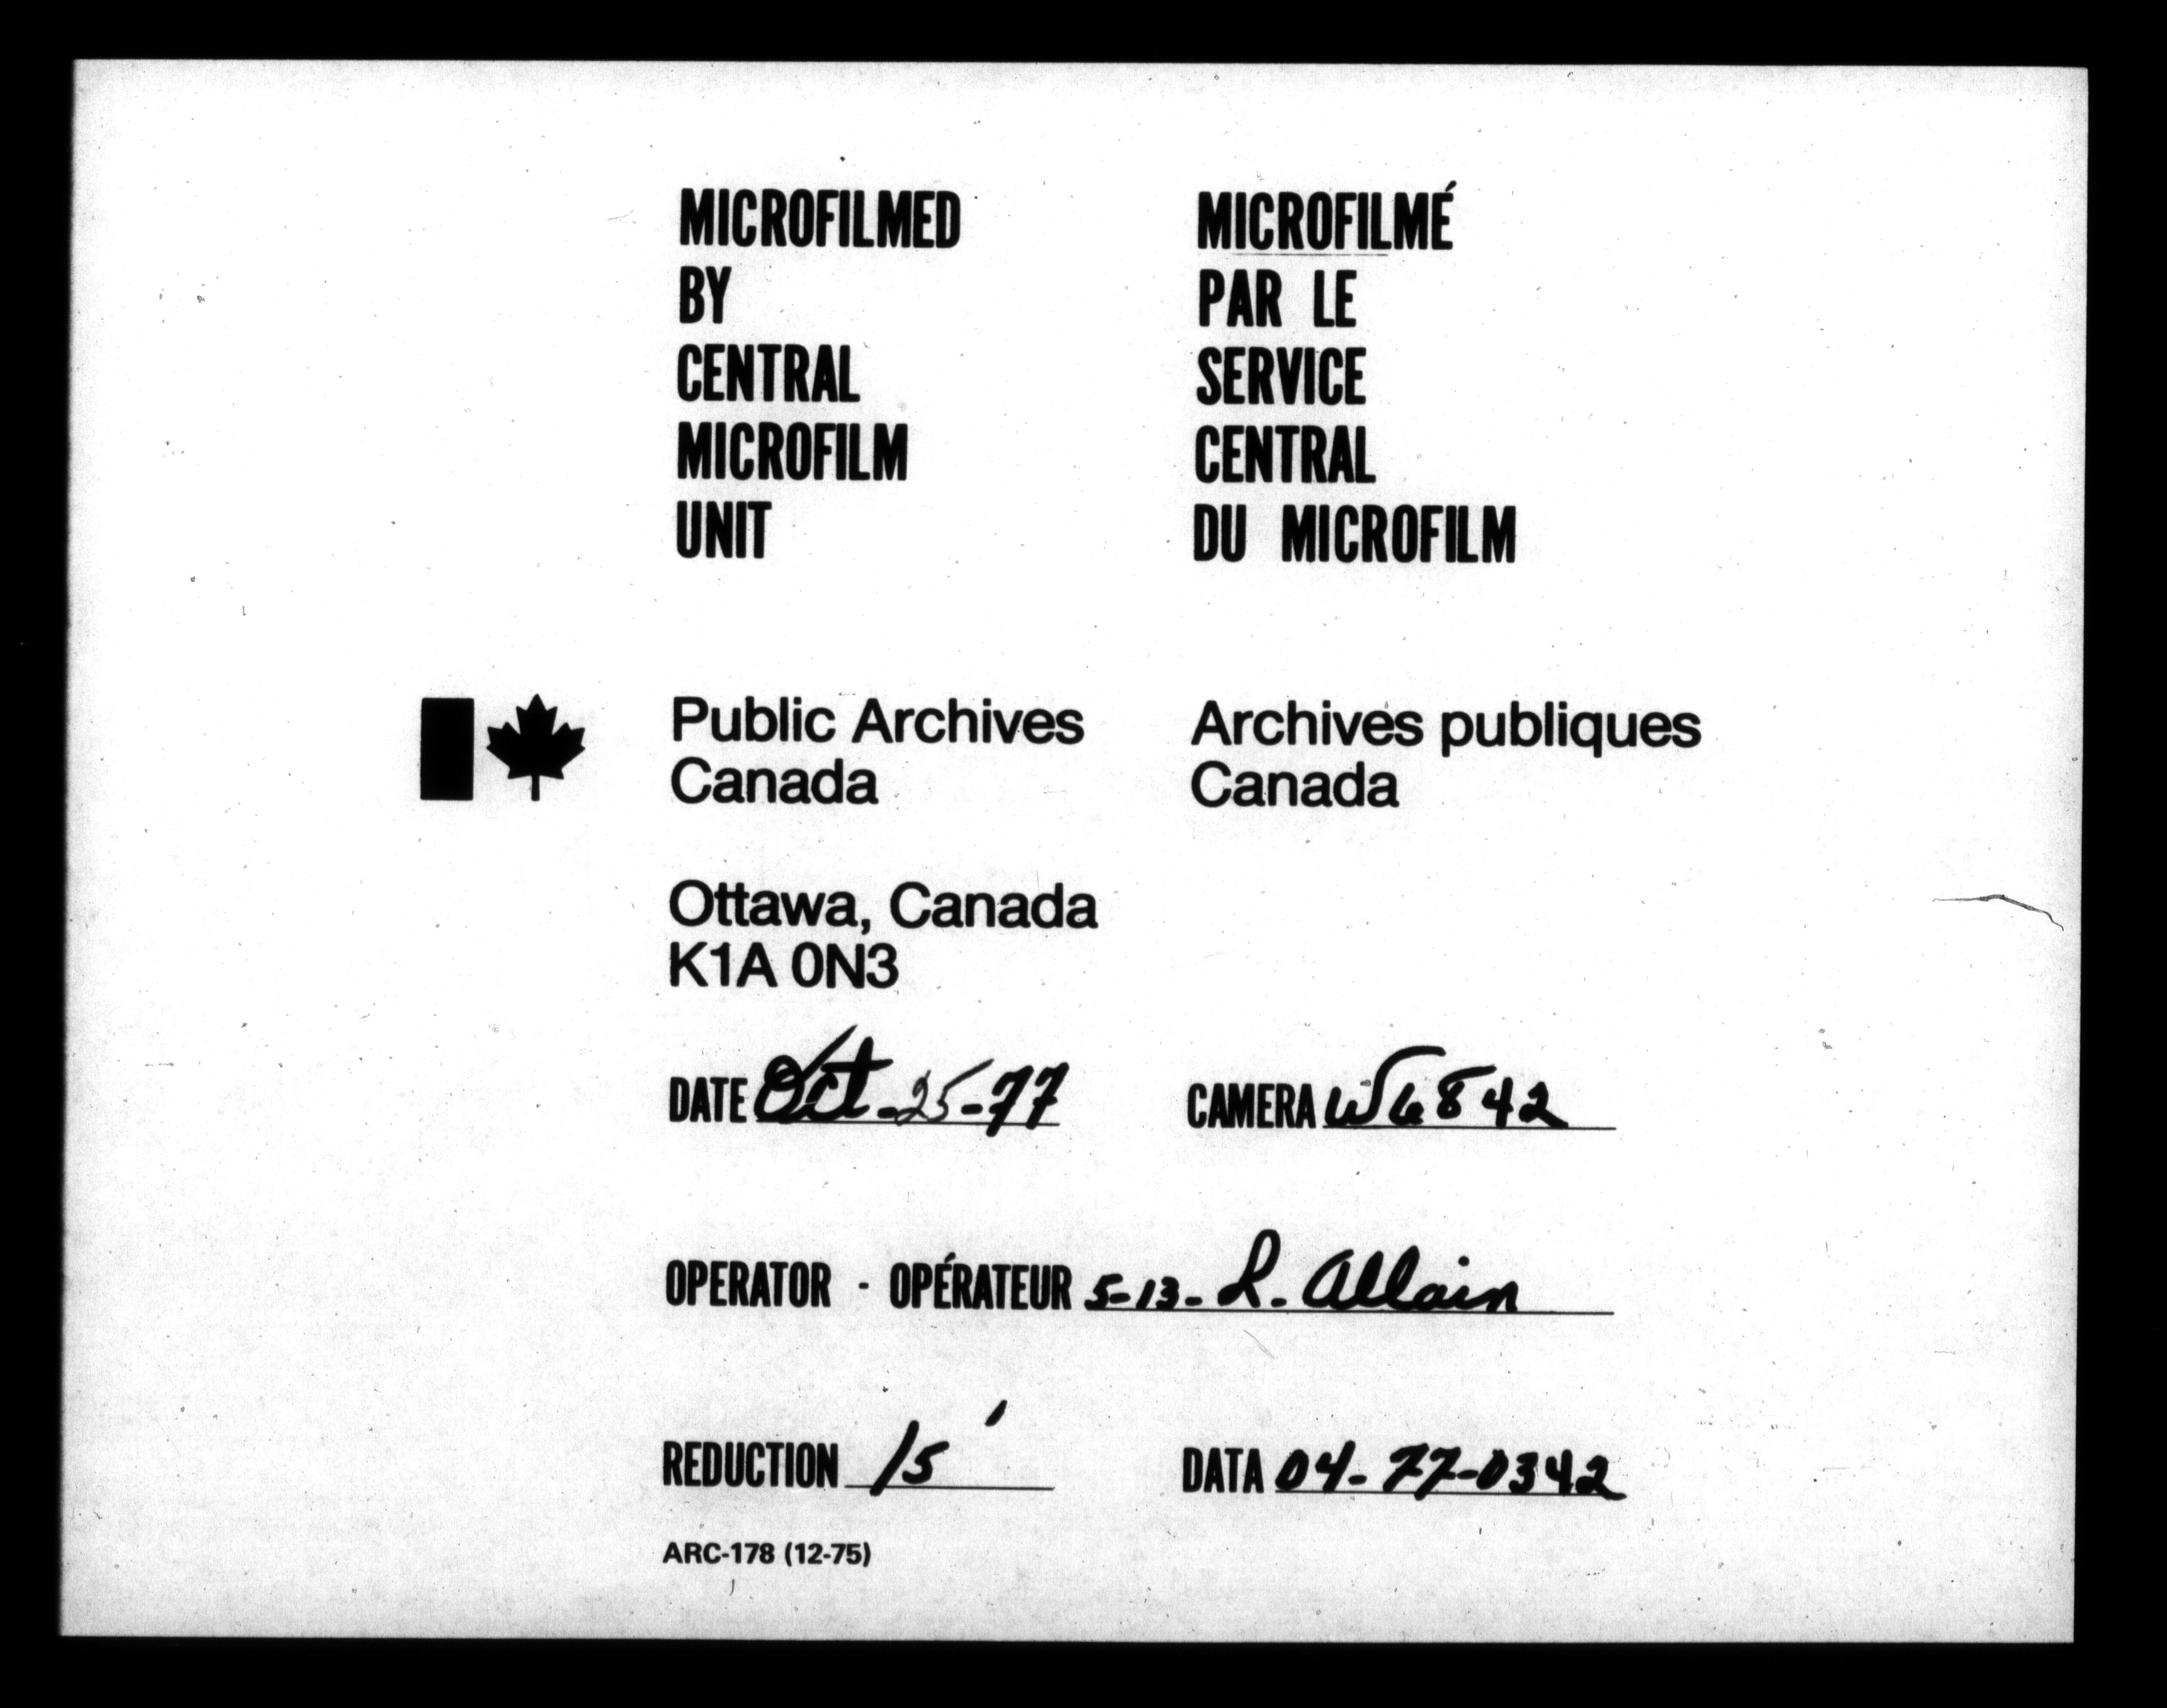 MICROFILMED
BY
CENTRAL
MICROFILM
UNIT
MICROFILMÉ
PAR LE
SERVICE
CENTRAL
DU MICROFILM
Public Archives
Canada
Archives publiques
Canada
Ottawa, Canada
K1A 0N3
DATE Oct-25-77
CAMERA W6842
OPERATOR - OPÉRATEUR 5-13- L. Allain
REDUCTION 15
DATA 04-77-0342
ARC-178 (12-75)